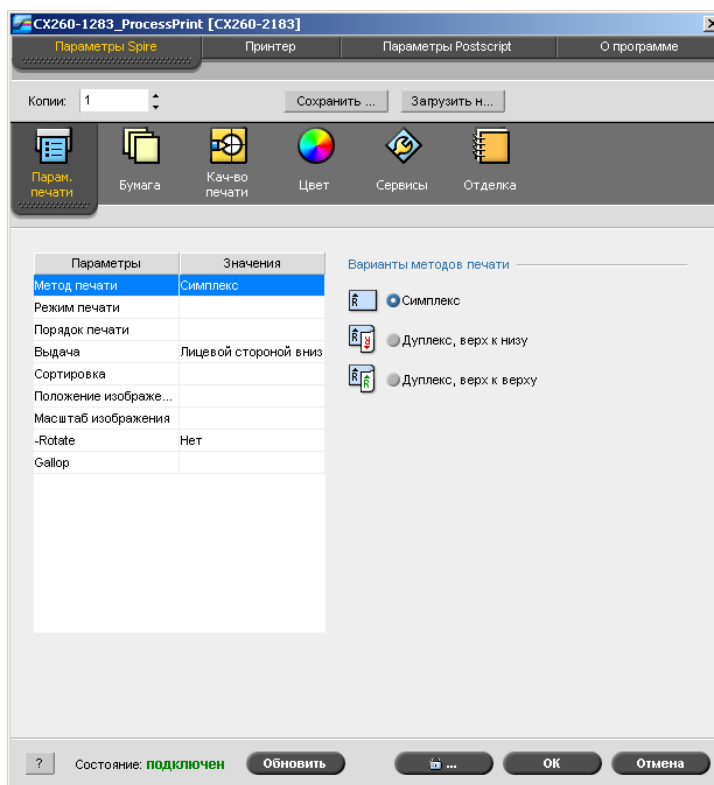 CX260-1283_ProcessPrint [CX260-2183]
Параметры Spire Принтер Параметры Postscript О программе
Копии: 1 Сохранить ... Загрузить н...
Парам. печати Бумага Кач-во печати Цвет Сервисы Отделка
Параметры Значения Варианты методов печати
Метод печати Симплекс
Симплекс
Режим печати
Порядок печати
Дуплекс, верх к низу
Выдача Лицевой стороной вниз
Сортировка
Дуплекс, верх к верху
Положение изображе...
Масштаб изображения
-Rotate Нет
Gallop
? Состояние: подключен Обновить ... ОК Отмена